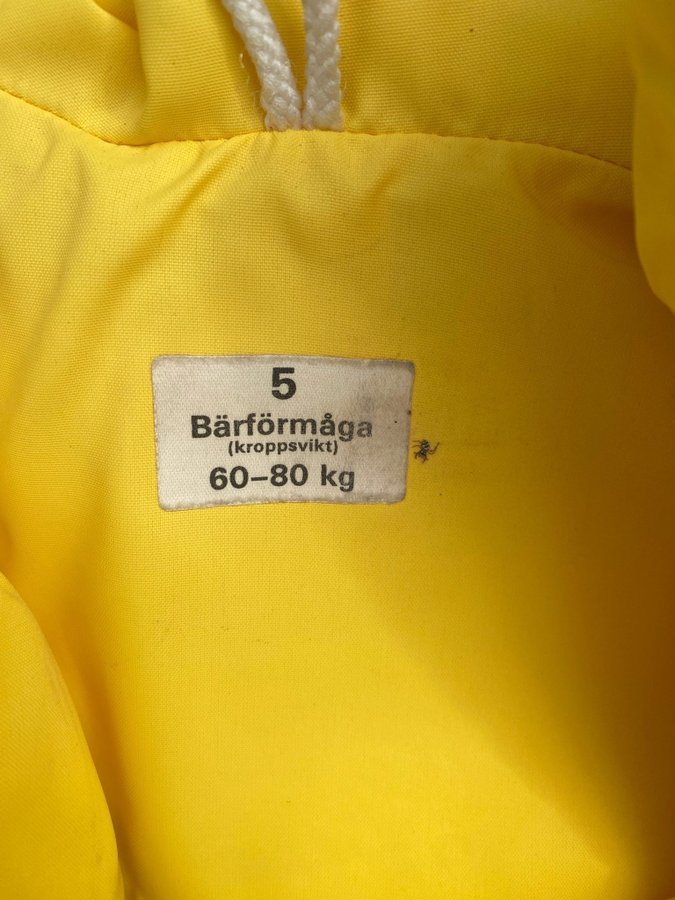 5
Bärförmåga
(kroppsvikt)
60–80 kg